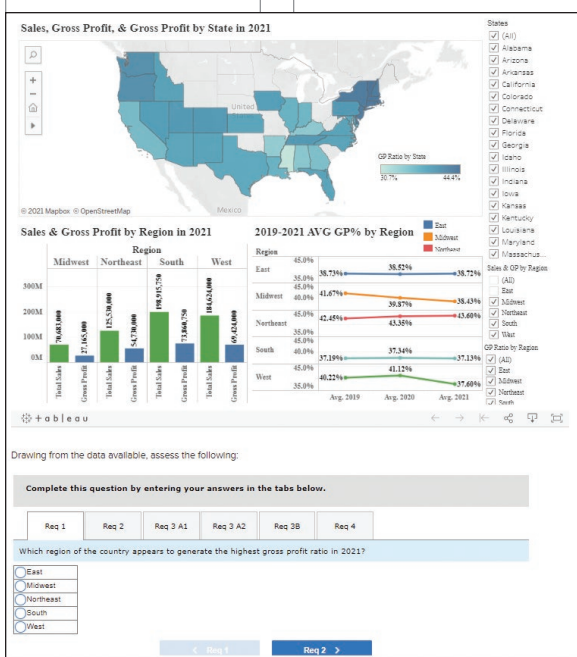 Sales, Gross Profit, & Gross Profit by State in 2021
States
(All)
Alabama
Arizona
Arkansas
California
Colorado
Connecticut
Delaware
Florida
Georgia
Idaho
Illinois
Indiana
Iowa
Kansas
Kentucky
Louisiana
Maryland
Massachus...
United
Mexico
GP Ratio by State
30.7% 44.4%
© 2021 Mapbox © OpenStreetMap
Sales & Gross Profit by Region in 2021
Region
Midwest Northeast South West
300M
200M
100M
0M
70,683,000
27,165,000
125,530,000
54,730,000
198,915,750
73,860,750
184,624,000
69,424,000
Total Sales
Gross Profit
Total Sales
Gross Profit
Total Sales
Gross Profit
Total Sales
Gross Profit
2019-2021 AVG GP% by Region
East
Midwest
Northeast
Region
East
45.0%
35.0%
38.73% 38.52% 38.72%
Midwest
45.0%
40.0%
41.67% 39.87% 38.43%
Northeast
45.0%
35.0%
42.45% 43.35% 43.60%
South
45.0%
40.0%
37.19% 37.34% 37.13%
West
45.0%
35.0%
40.22% 41.12% 37.60%
Avg. 2019 Avg. 2020 Avg. 2021
Sales & GP by Region
(All)
East
Midwest
Northeast
South
West
GP Ratio by Region
(All)
East
Midwest
Northeast
South
+ a b l e a u
Drawing from the data available, assess the following:
Complete this question by entering your answers in the tabs below.
Req 1 Req 2 Req 3 A1 Req 3 A2 Req 3B Req 4
Which region of the country appears to generate the highest gross profit ratio in 2021?
East
Midwest
Northeast
South
West
< Req 1 Req 2 >